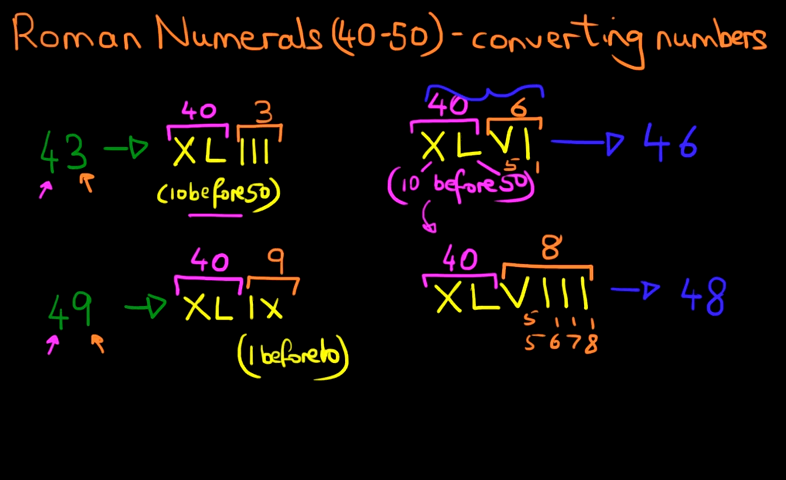 Roman Numerals (40-50) - converting numbers
40 3
43 → XL III
(10 before 50)
40 6
XL VI → 46
5 1
(10 before 50)
40 9
49 → XL IX
(1 before 10)
40 8
XL VIII → 48
5 1 1 1
5 6 7 8